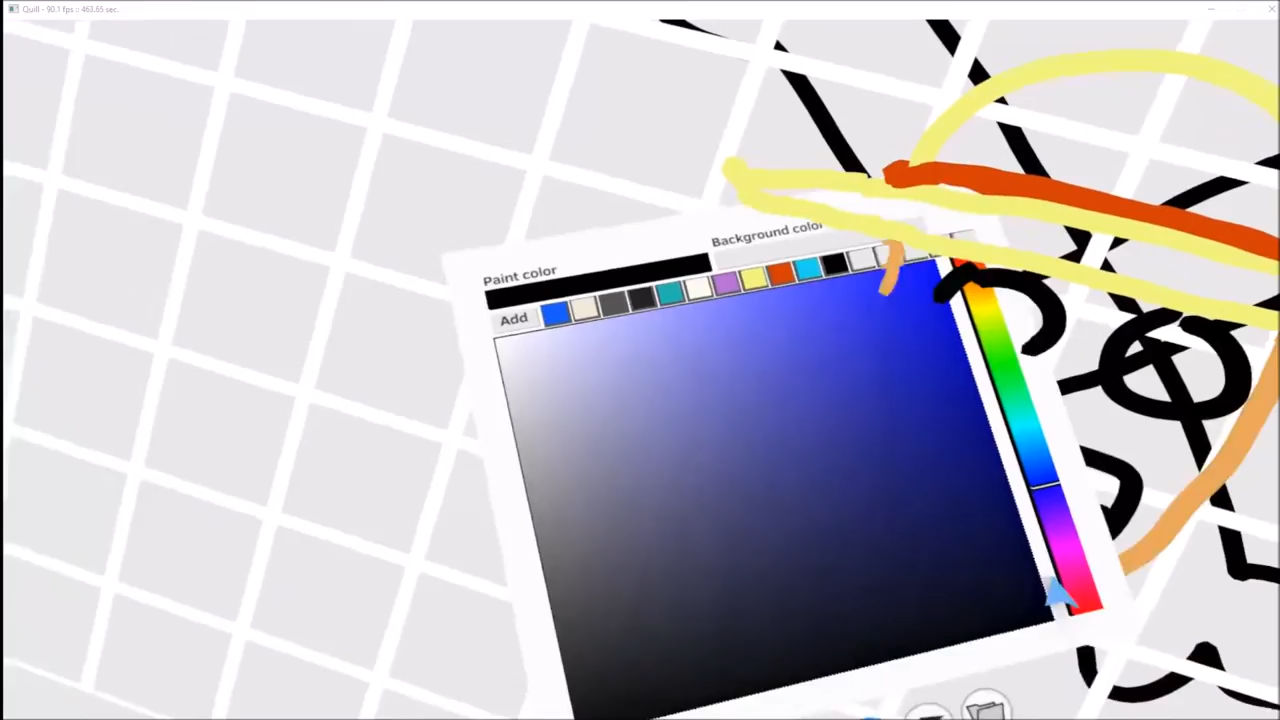 Quill - 90.1 fps :: 463.65 sec.
Background color
Paint color
Add